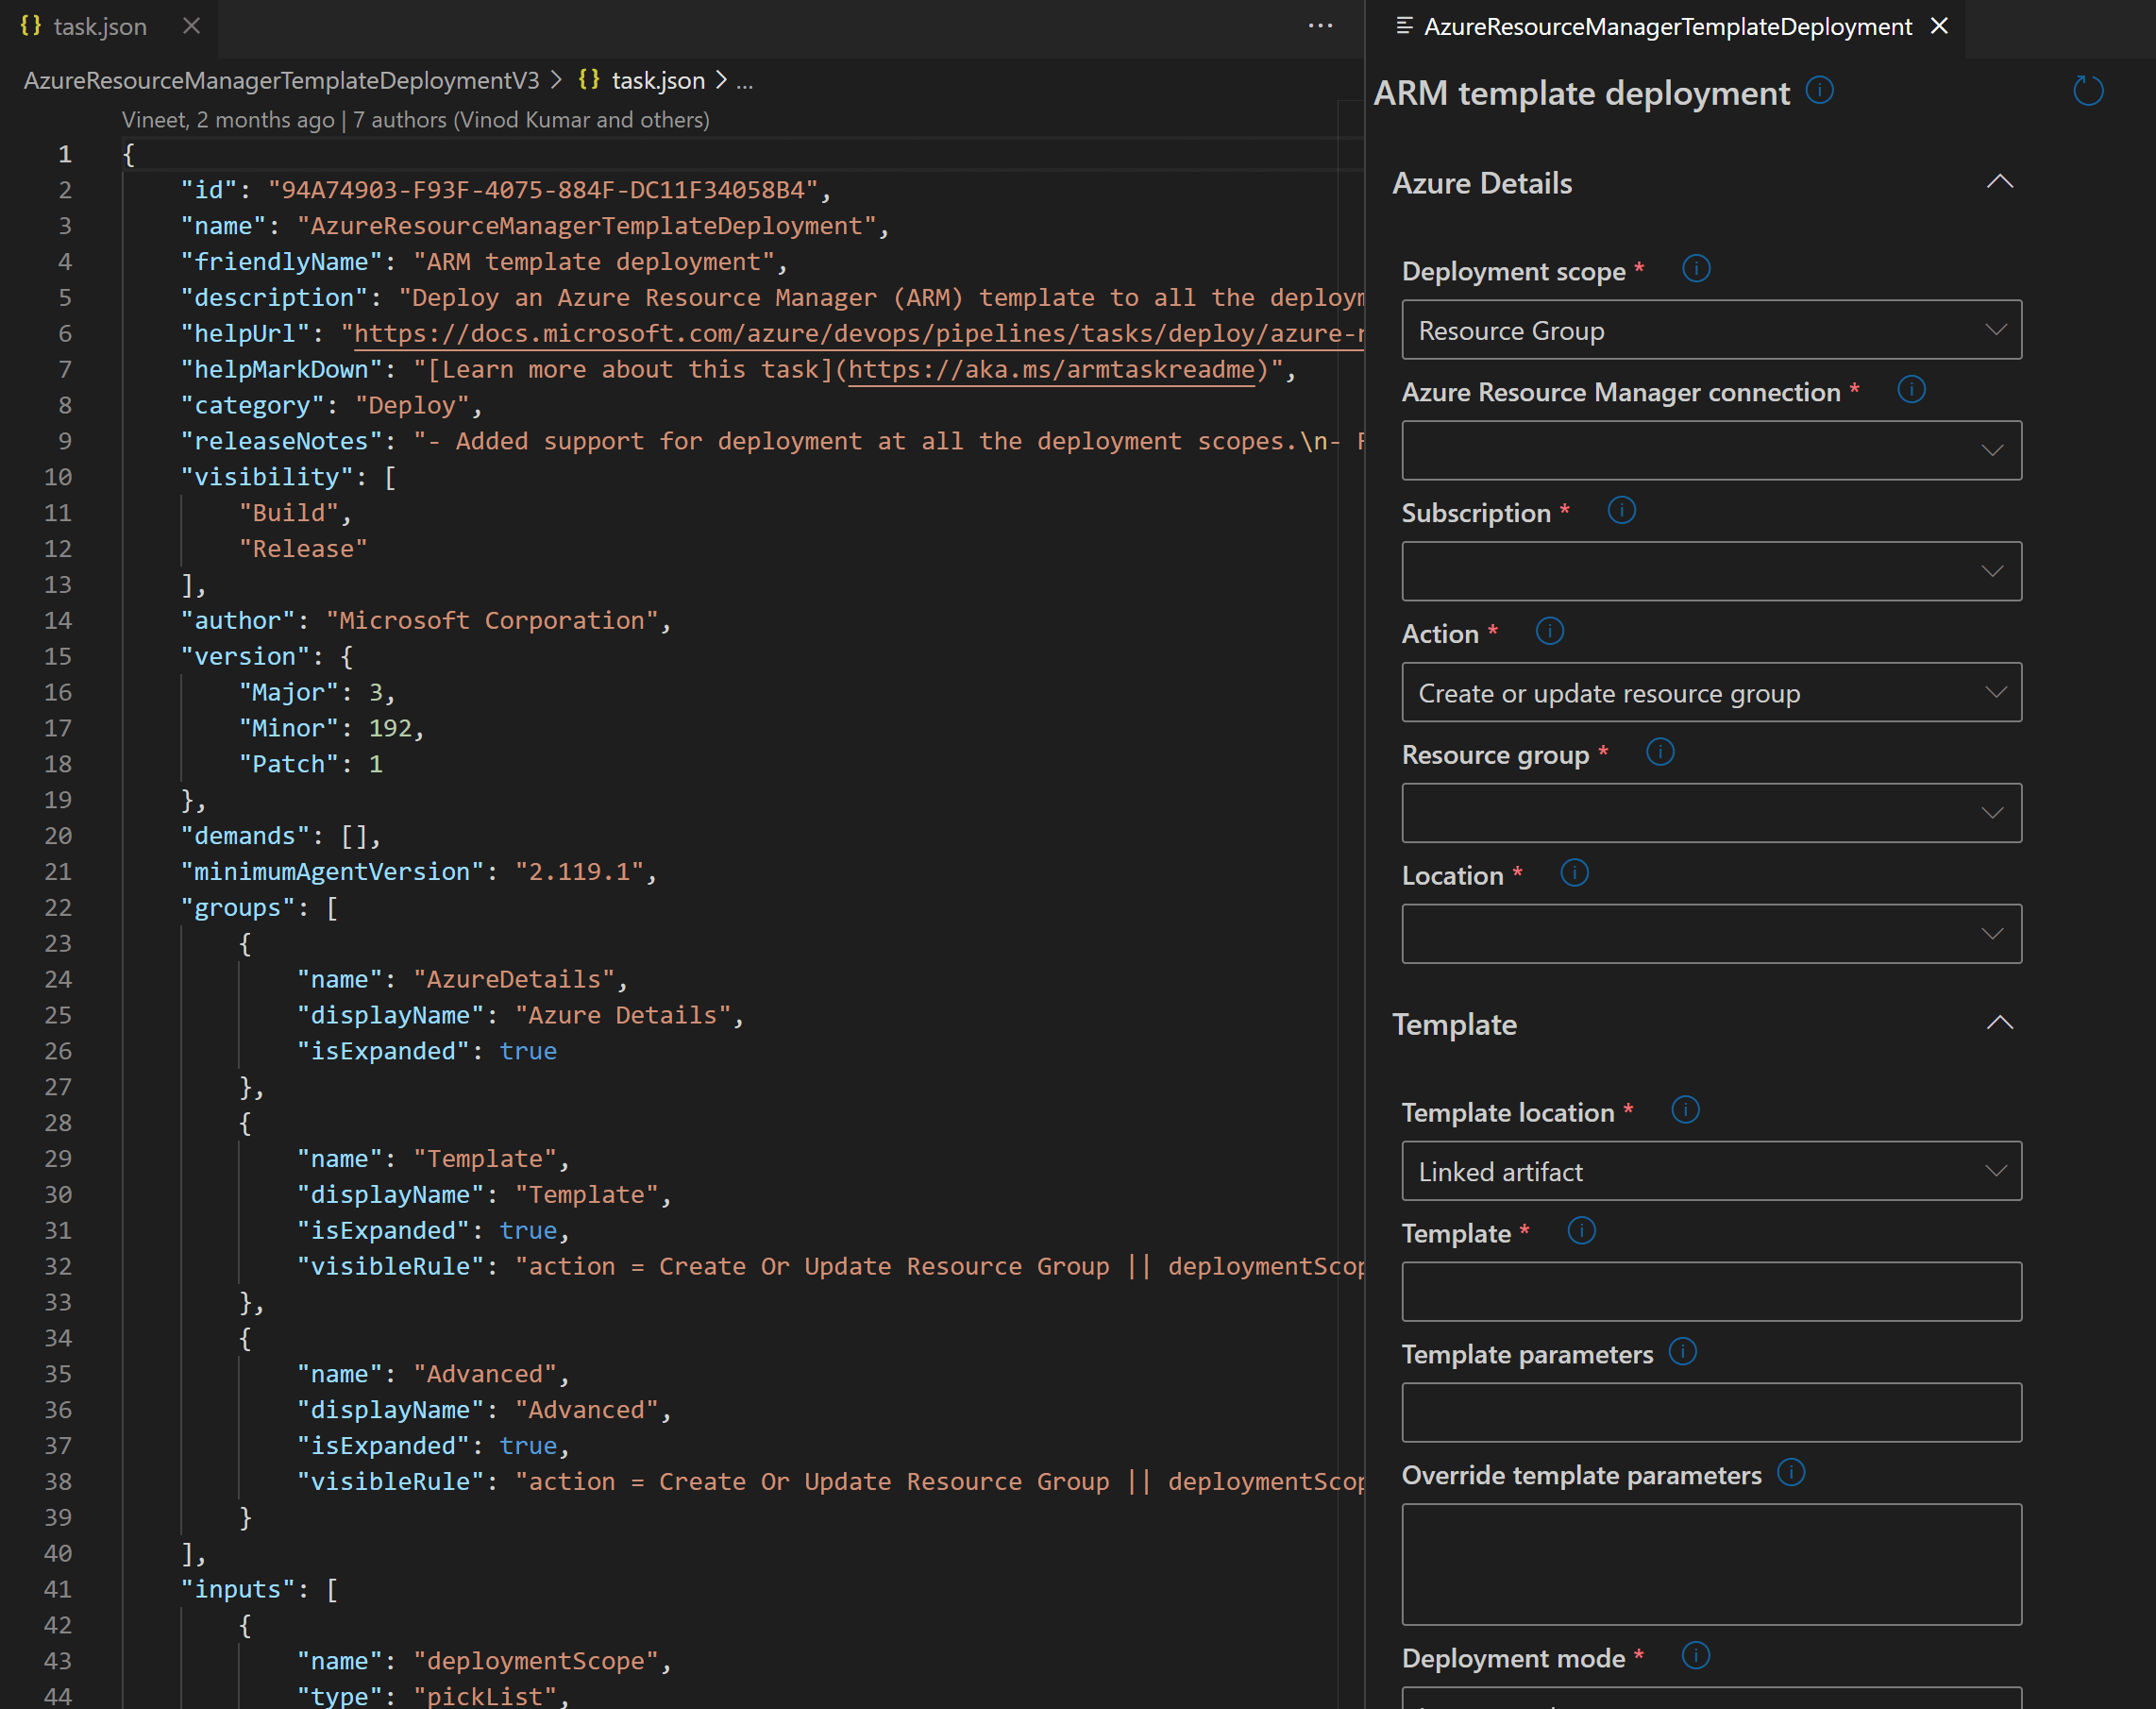 {} task.json
AzureResourceManagerTemplateDeploymentV3 > {} task.json > ...
Vineet, 2 months ago | 7 authors (Vinod Kumar and others)
1 {
2 "id": "94A74903-F93F-4075-884F-DC11F34058B4",
3 "name": "AzureResourceManagerTemplateDeployment",
4 "friendlyName": "ARM template deployment",
5 "description": "Deploy an Azure Resource Manager (ARM) template to all the
6 "helpUrl": "https://docs.microsoft.com/azure/devops/pipelines/tasks/deploy/azure-
7 "helpMarkDown": "[Learn more about this task](https://aka.ms/armtaskreadme)",
8 "category": "Deploy",
9 "releaseNotes": "- Added support for deployment at all the deployment scopes.\n-
10 "visibility": [
11 "Build",
12 "Release"
13 ],
14 "author": "Microsoft Corporation",
15 "version": {
16 "Major": 3,
17 "Minor": 192,
18 "Patch": 1
19 },
20 "demands": [],
21 "minimumAgentVersion": "2.119.1",
22 "groups": [
23 {
24 "name": "AzureDetails",
25 "displayName": "Azure Details",
26 "isExpanded": true
27 },
28 {
29 "name": "Template",
30 "displayName": "Template",
31 "isExpanded": true,
32 "visibleRule": "action = Create Or Update Resource Group || deploymentScop
33 },
34 {
35 "name": "Advanced",
36 "displayName": "Advanced",
37 "isExpanded": true,
38 "visibleRule": "action = Create Or Update Resource Group || deploymentScop
39 }
40 ],
41 "inputs": [
42 {
43 "name": "deploymentScope",
44 "type": "pickList",
AzureResourceManagerTemplateDeployment
ARM template deployment
Azure Details
Deployment scope *
Resource Group
Azure Resource Manager connection *
Subscription *
Action *
Create or update resource group
Resource group *
Location *
Template
Template location *
Linked artifact
Template *
Template parameters
Override template parameters
Deployment mode *